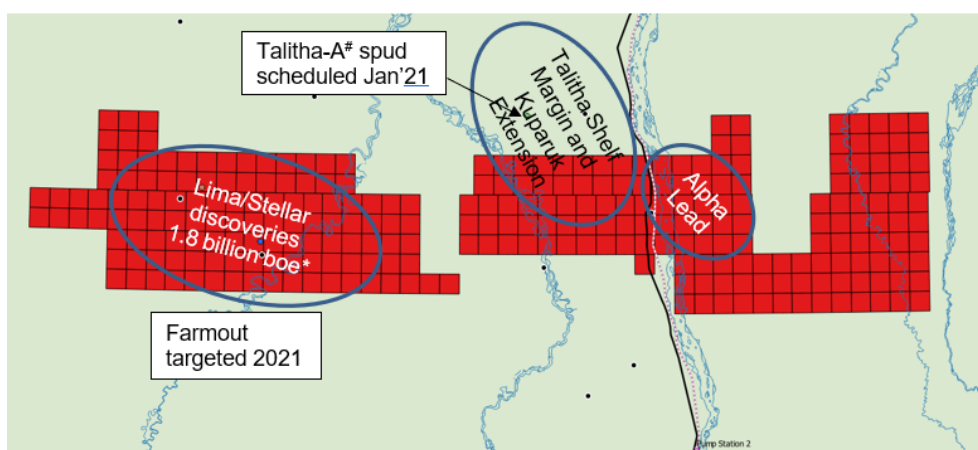 Talitha-A# spud
scheduled Jan'21
Talitha Shelf
Margin and
Kuparuk
Extension
Lima/Stellar
discoveries
1.8 billion boe*
Alpha
Lead
Farmout
targeted 2021
Pump Station 2